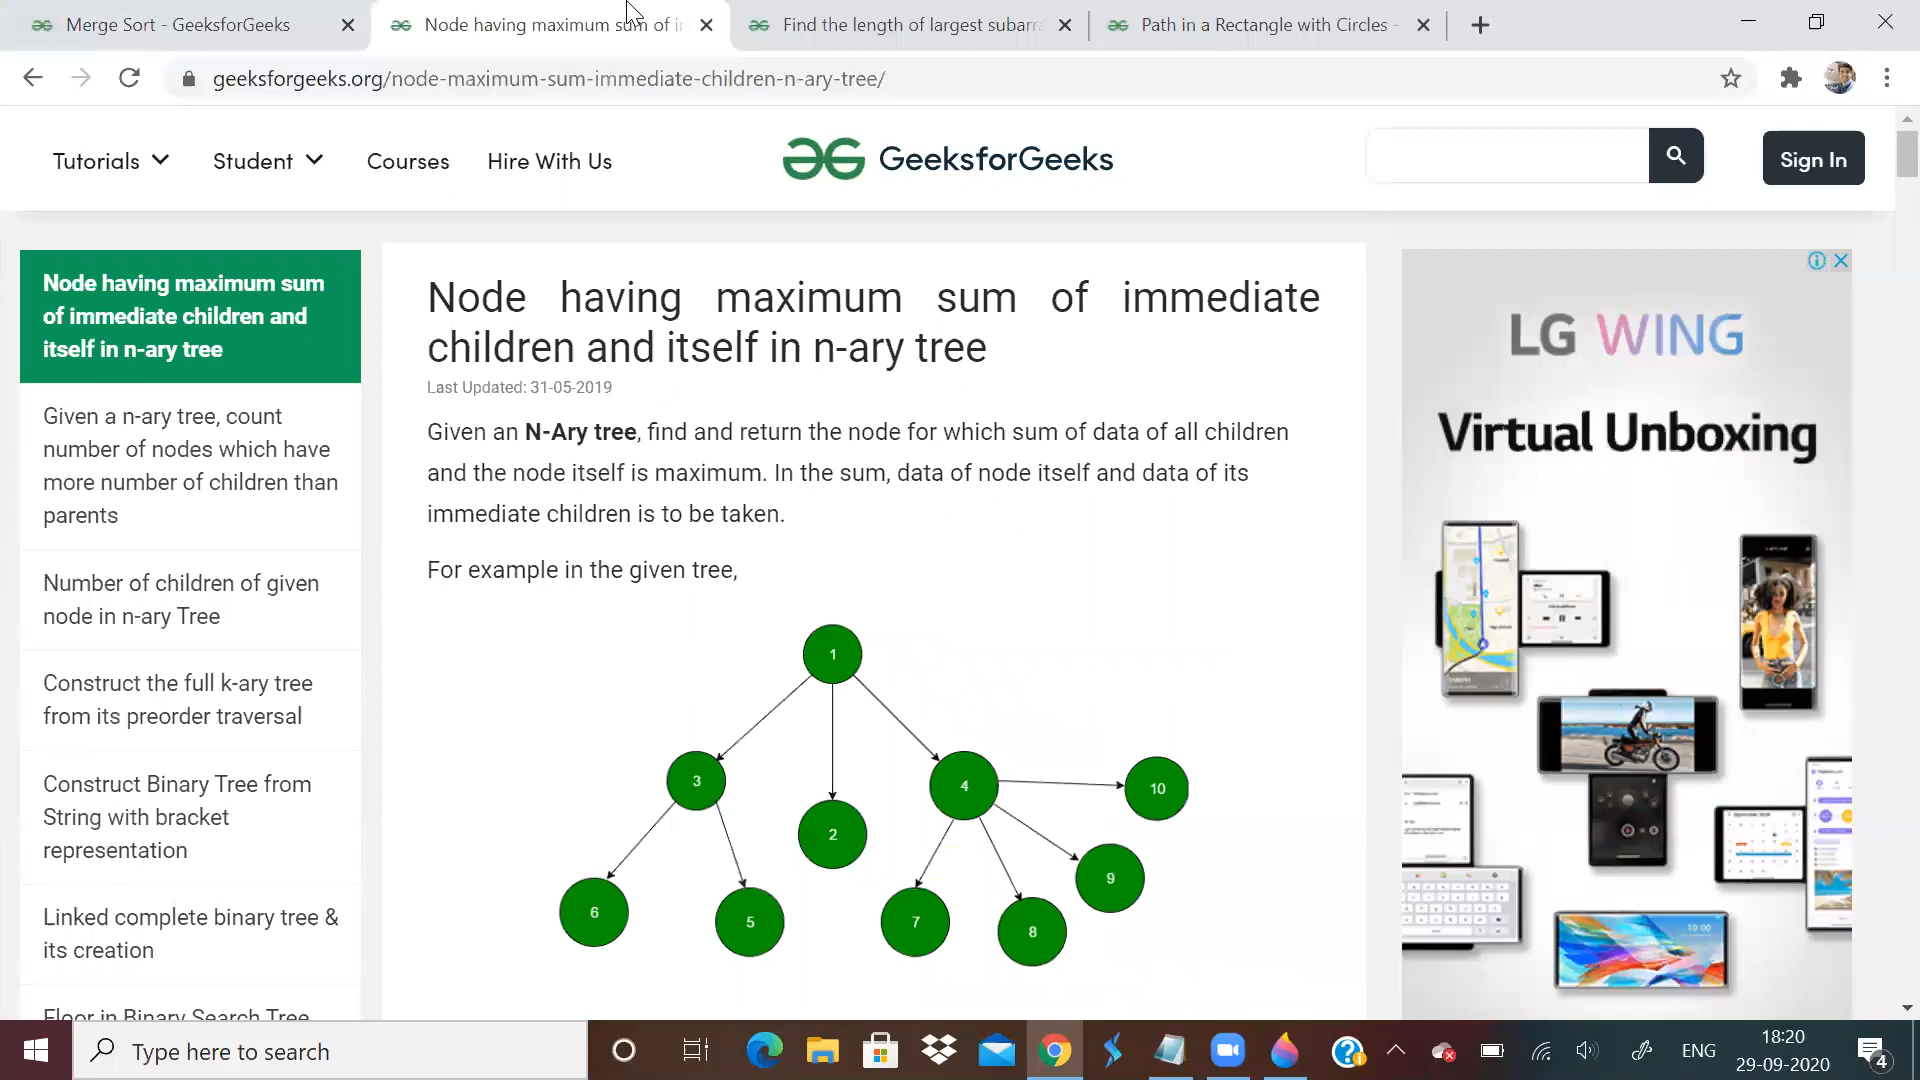 Merge Sort - GeeksforGeeks
Node having maximum sum of i
Find the length of largest subarra
Path in a Rectangle with Circles -
geeksforgeeks.org/node-maximum-sum-immediate-children-n-ary-tree/
Tutorials
Student
Courses
Hire With Us
GeeksforGeeks
Sign In
Node having maximum sum
of immediate children and
itself in n-ary tree
Given a n-ary tree, count
number of nodes which have
more number of children than
parents
Number of children of given
node in n-ary Tree
Construct the full k-ary tree
from its preorder traversal
Construct Binary Tree from
String with bracket
representation
Linked complete binary tree &
its creation
Floor in Binary Search Tree
Node having maximum sum of immediate
children and itself in n-ary tree
Last Updated: 31-05-2019
Given an N-Ary tree, find and return the node for which sum of data of all children
and the node itself is maximum. In the sum, data of node itself and data of its
immediate children is to be taken.
For example in the given tree,
1
3
4
10
2
9
6
5
7
8
LG WING
Virtual Unboxing
Type here to search
ENG
18:20
29-09-2020
4